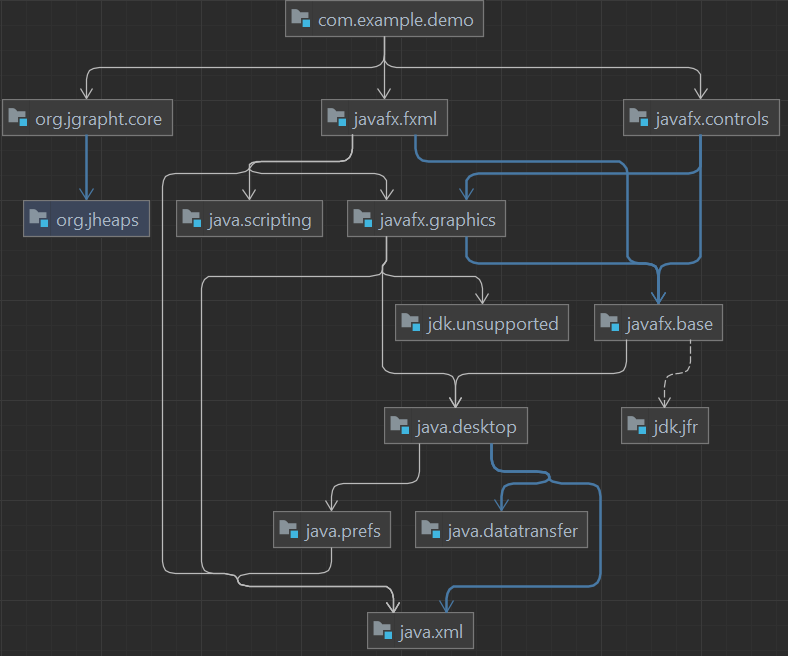 com.example.demo
org.jgrapht.core
javafx.fxml
javafx.controls
org.jheaps
java.scripting
javafx.graphics
jdk.unsupported
javafx.base
java.desktop
jdk.jfr
java.prefs
java.datatransfer
java.xml